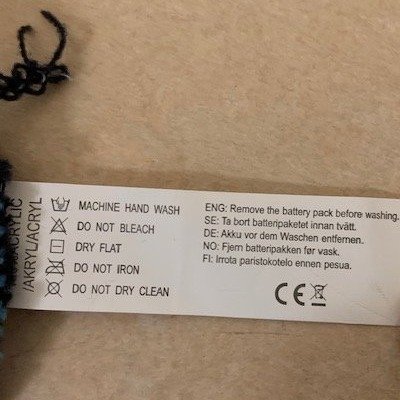 ACRYLIC
/AKRYL/ACRYL
MACHINE HAND WASH
DO NOT BLEACH
DRY FLAT
DO NOT IRON
DO NOT DRY CLEAN
ENG: Remove the battery pack before washing.
SE: Ta bort batteripaketet innan tvätt.
DE: Akku vor dem Waschen entfernen.
NO: Fjern batteripakken før vask.
FI: Irrota paristokotelo ennen pesua.
CE